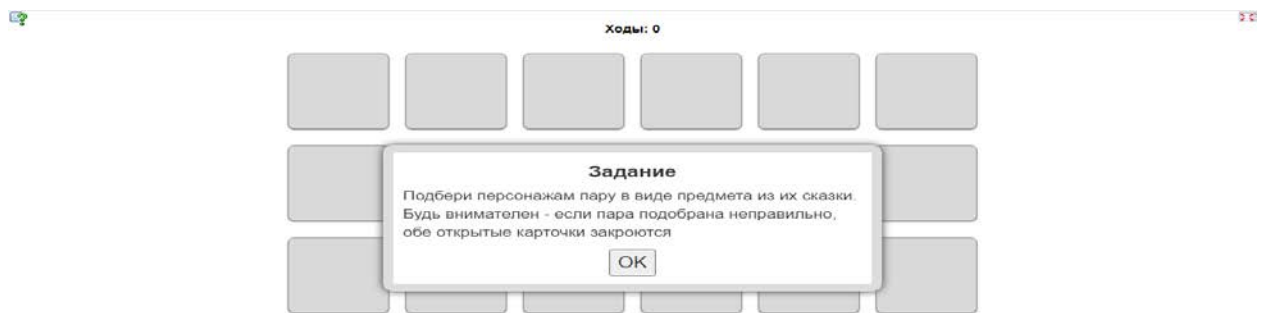 Ходы: 0
Задание
Подбери персонажам пару в виде предмета из их сказки.
Будь внимателен - если пара подобрана неправильно,
обе открытые карточки закроются
OK